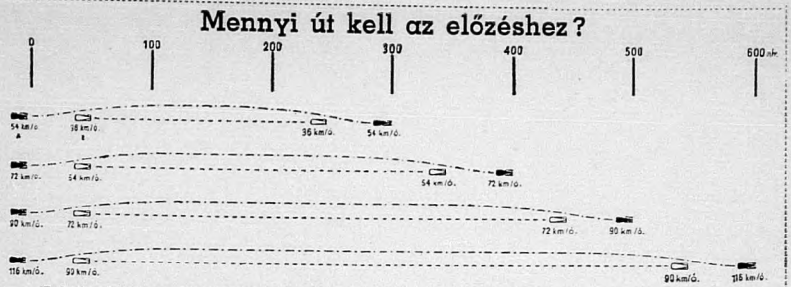 Mennyi út kell az előzéshez?
0 100 200 300 400 500 600 mtr.
54 km/ó. 36 km/ó. 36 km/ó. 54 km/ó.
A B
72 km/ó. 54 km/ó. 54 km/ó. 72 km/ó.
90 km/ó. 72 km/ó. 72 km/ó. 90 km/ó.
116 km/ó. 90 km/ó. 90 km/ó. 116 km/ó.